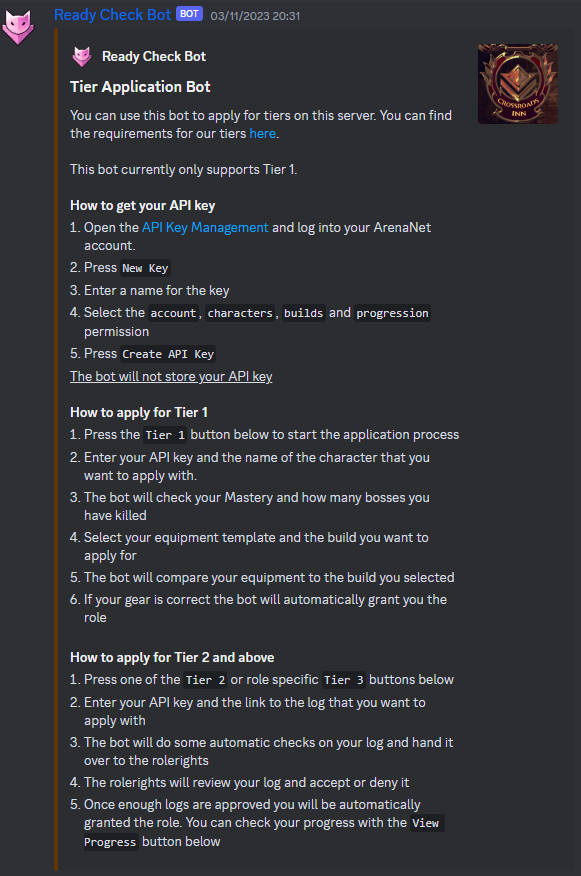 Ready Check Bot BOT 03/11/2023 20:31
Ready Check Bot
CROSSROADS
INN
Tier Application Bot
You can use this bot to apply for tiers on this server. You can find
the requirements for our tiers here.
This bot currently only supports Tier 1.
How to get your API key
1. Open the API Key Management and log into your ArenaNet
account.
2. Press New Key
3. Enter a name for the key
4. Select the account, characters, builds and progression
permission
5. Press Create API Key
The bot will not store your API key
How to apply for Tier 1
1. Press the Tier 1 button below to start the application process
2. Enter your API key and the name of the character that you
want to apply with.
3. The bot will check your Mastery and how many bosses you
have killed
4. Select your equipment template and the build you want to
apply for
5. The bot will compare your equipment to the build you selected
6. If your gear is correct the bot will automatically grant you the
role
How to apply for Tier 2 and above
1. Press one of the Tier 2 or role specific Tier 3 buttons below
2. Enter your API key and the link to the log that you want to
apply with
3. The bot will do some automatic checks on your log and hand it
over to the rolerights
4. The rolerights will review your log and accept or deny it
5. Once enough logs are approved you will be automatically
granted the role. You can check your progress with the View
Progress button below